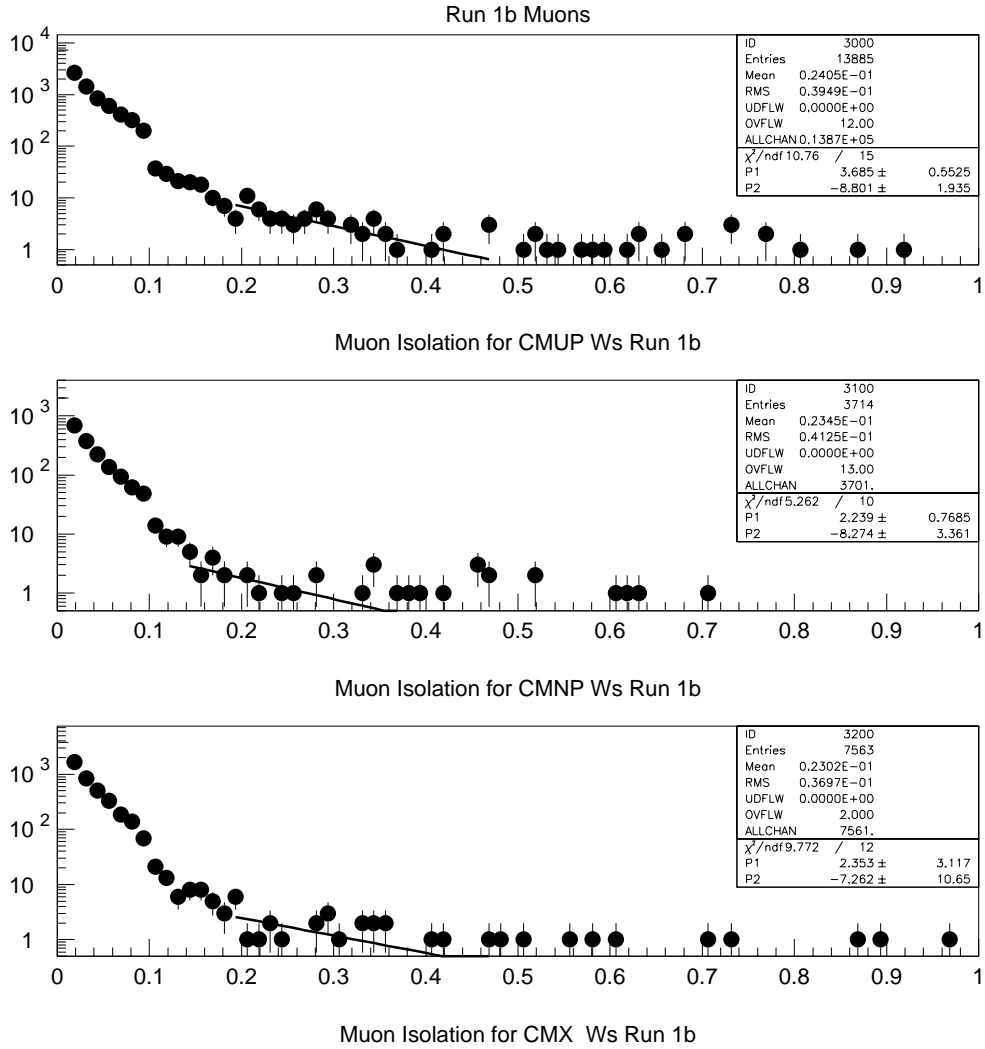 Run 1b Muons
10 4
10 3
10 2
10
1
ID 3000
Entries 13885
Mean 0.2405E-01
RMS 0.3949E-01
UDFLW 0.0000E+00
OVFLW 12.00
ALLCHAN 0.1387E+05
χ²/ndf 10.76 / 15
P1 3.685 ± 0.5525
P2 -8.801 ± 1.935
0 0.1 0.2 0.3 0.4 0.5 0.6 0.7 0.8 0.9 1
Muon Isolation for CMUP Ws Run 1b
10 3
10 2
10
1
ID 3100
Entries 3714
Mean 0.2345E-01
RMS 0.4125E-01
UDFLW 0.0000E+00
OVFLW 13.00
ALLCHAN 3701.
χ²/ndf 5.262 / 10
P1 2.239 ± 0.7685
P2 -8.274 ± 3.361
0 0.1 0.2 0.3 0.4 0.5 0.6 0.7 0.8 0.9 1
Muon Isolation for CMNP Ws Run 1b
10 3
10 2
10
1
ID 3200
Entries 7563
Mean 0.2302E-01
RMS 0.3697E-01
UDFLW 0.0000E+00
OVFLW 2.000
ALLCHAN 7561.
χ²/ndf 9.772 / 12
P1 2.353 ± 3.117
P2 -7.262 ± 10.65
0 0.1 0.2 0.3 0.4 0.5 0.6 0.7 0.8 0.9 1
Muon Isolation for CMX Ws Run 1b